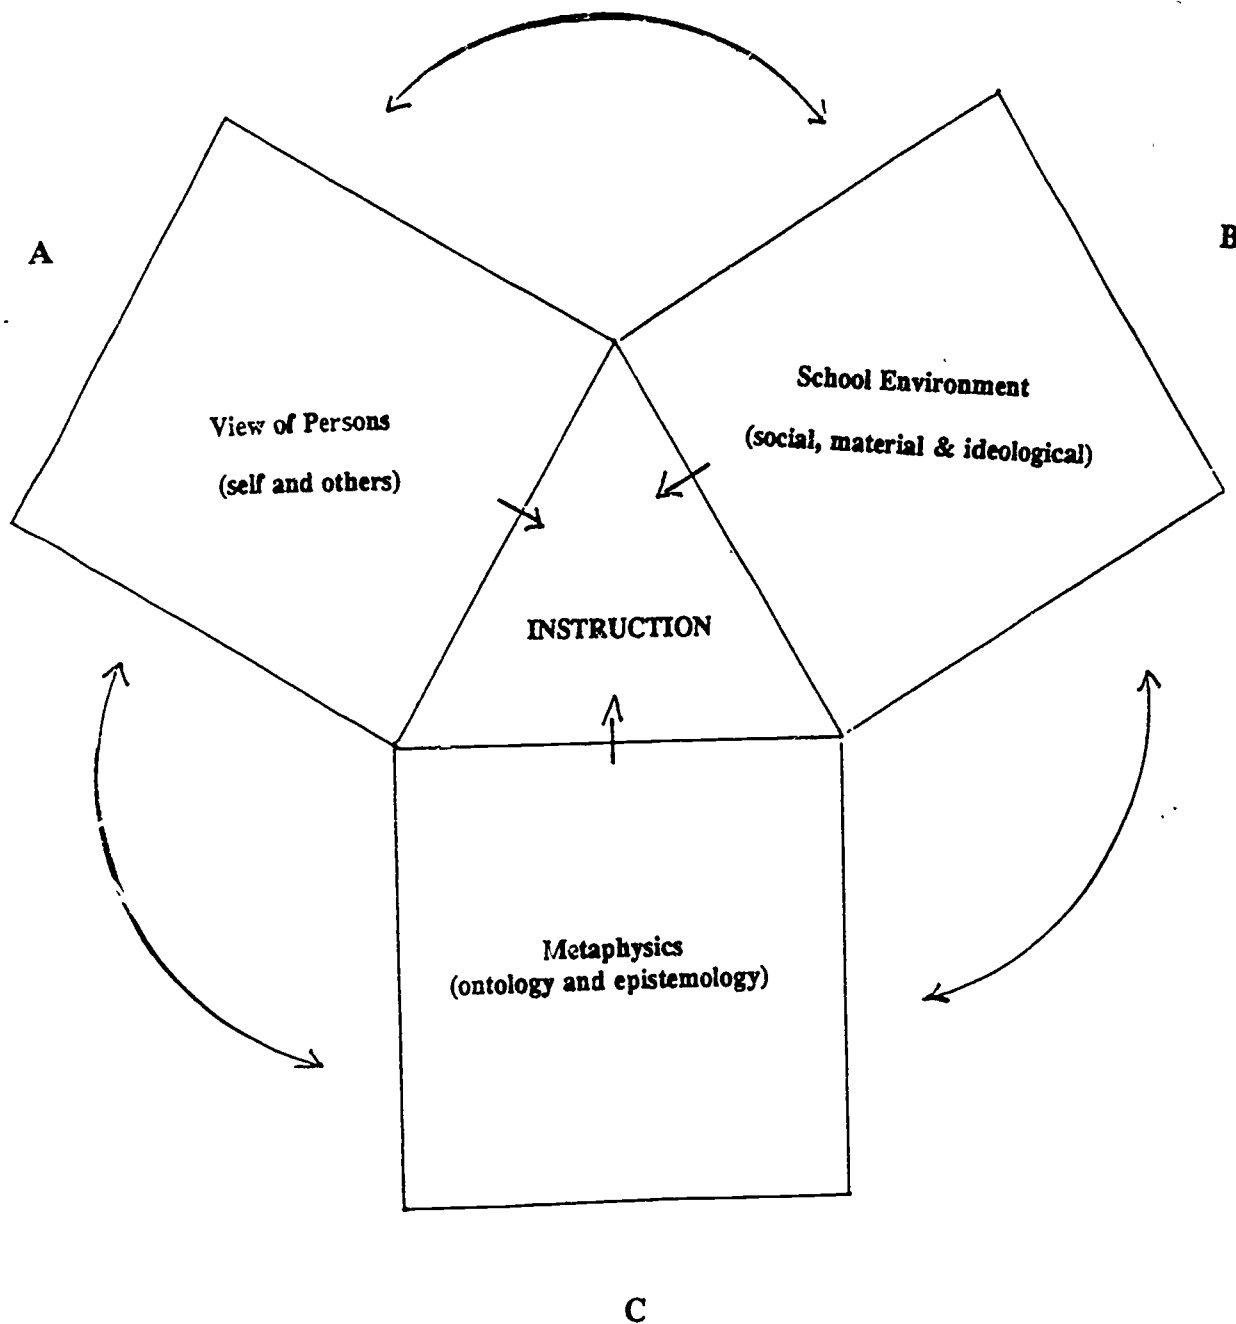 A
B
School Environment
(social, material & ideological)
View of Persons
(self and others)
INSTRUCTION
Metaphysics
(ontology and epistemology)
C